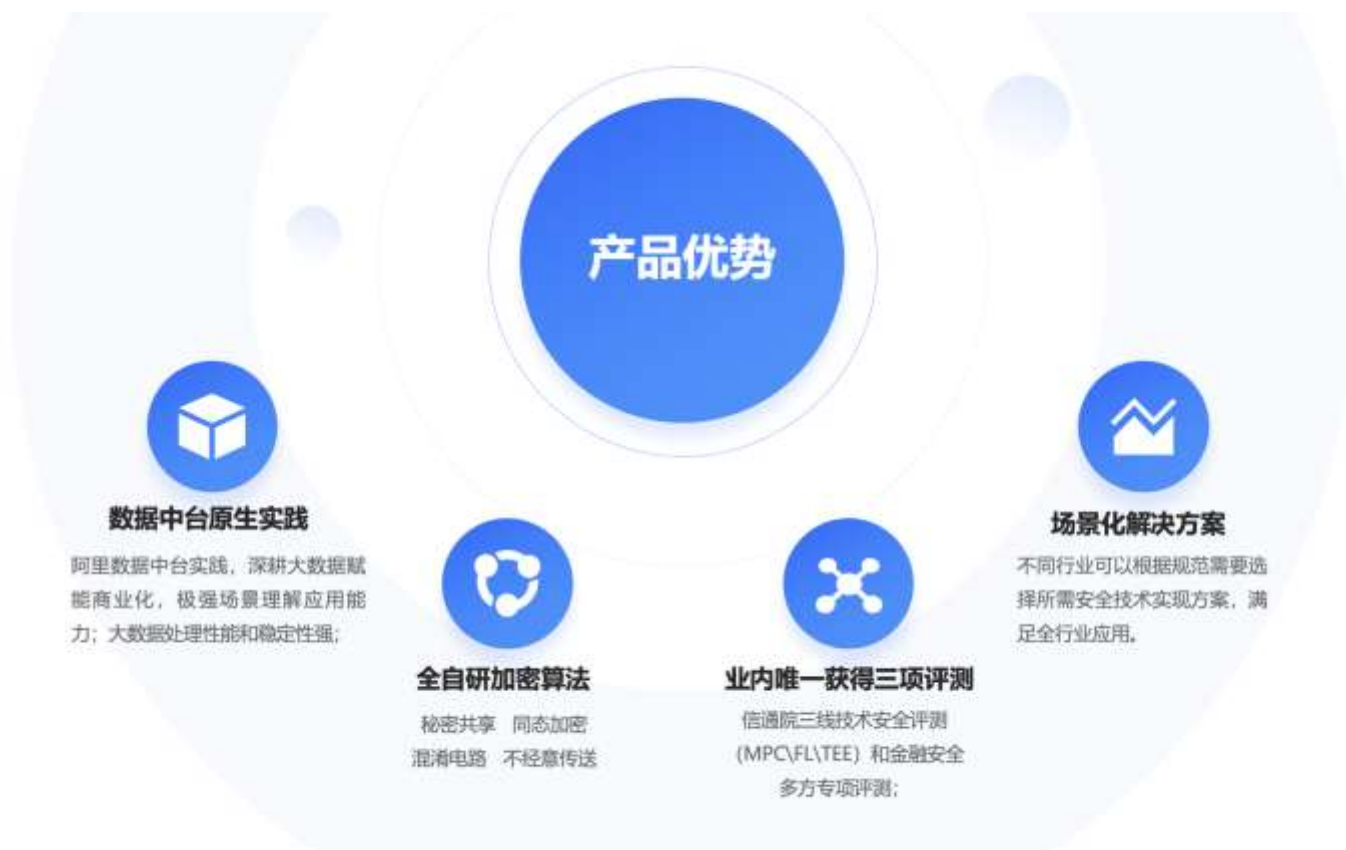 产品优势
数据中台原生实践
阿里数据中台实践，深耕大数据赋
能商业化，极强场景理解应用能
力；大数据处理性能和稳定性强;
全自研加密算法
秘密共享 同态加密
混淆电路 不经意传送
业内唯一获得三项评测
信通院三线技术安全评测
（MPC\FL\TEE）和金融安全
多方专项评测;
场景化解决方案
不同行业可以根据规范需要选
择所需安全技术实现方案，满
足全行业应用。